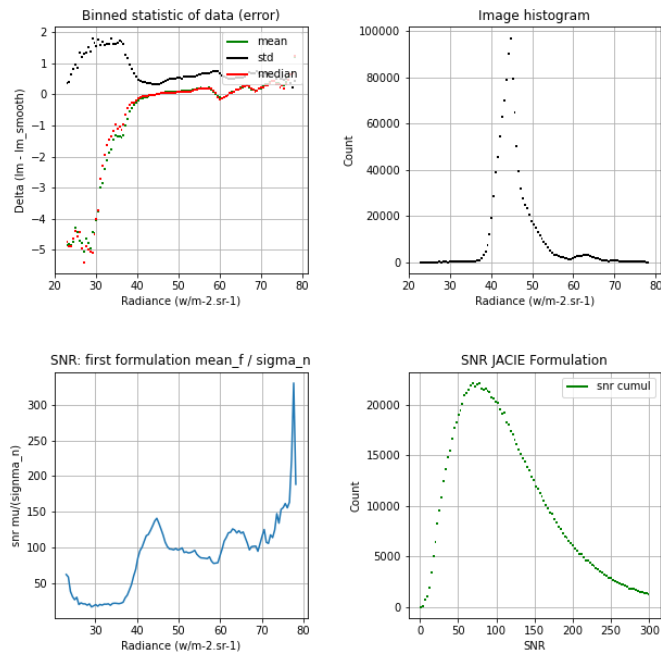 Binned statistic of data (error)
2
1
0
−1
−2
−3
−4
−5
Delta (Im - Im_smooth)
mean
std
median
20 30 40 50 60 70 80
Radiance (w/m-2.sr-1)
Image histogram
100000
80000
60000
40000
20000
0
Count
20 30 40 50 60 70 80
Radiance (w/m-2.sr-1)
SNR: first formulation mean_f / sigma_n
300
250
200
150
100
50
snr mu/(signma_n)
30 40 50 60 70 80
Radiance (w/m-2.sr-1)
SNR JACIE Formulation
20000
15000
10000
5000
0
Count
snr cumul
0 50 100 150 200 250 300
SNR